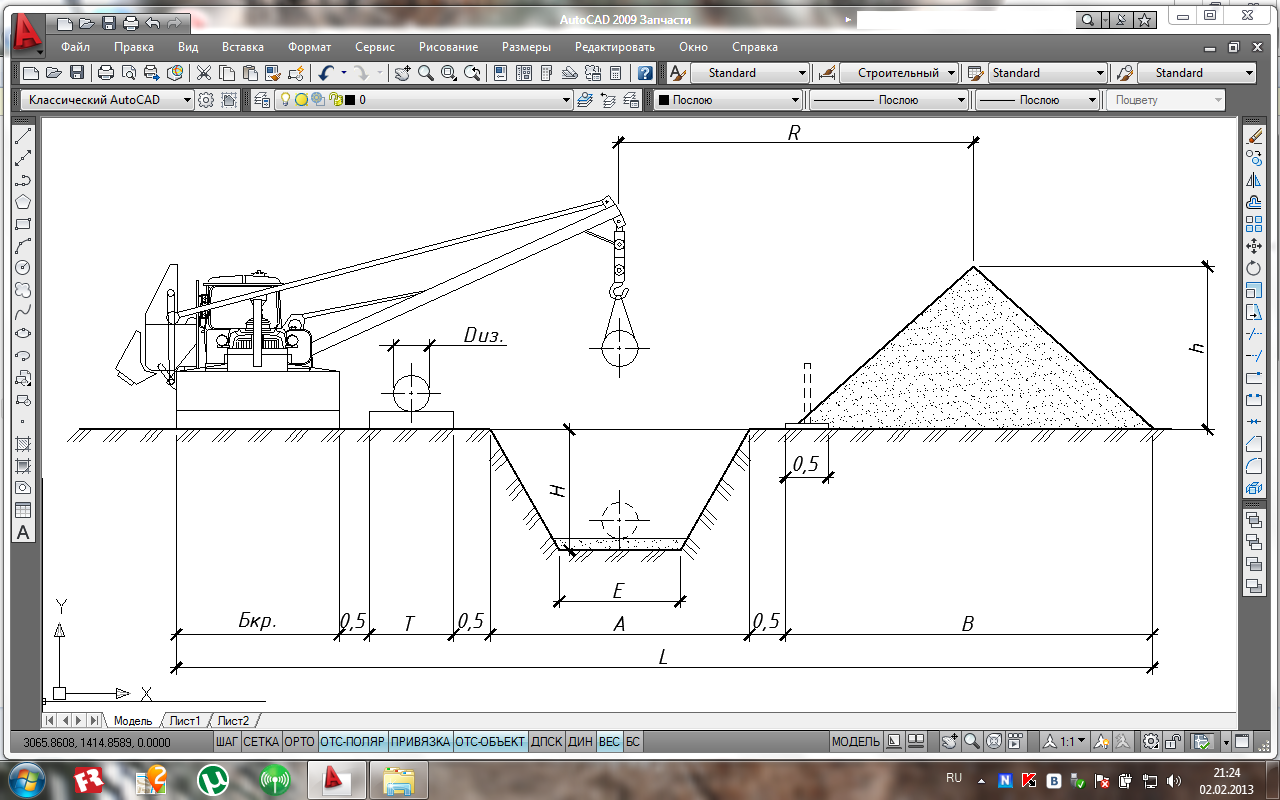 AutoCAD 2009 Запчасти
Файл Правка Вид Вставка Формат Сервис Рисование Размеры Редактировать Окно Справка
Standard Строительный Standard Standard
Классический AutoCAD 0 Послою Послою Послою Поцвету
R
Dиз.
h
0,5
H
E
Бкр. 0,5 T 0,5 A 0,5 B
L
Y
X
Модель Лист1 Лист2
3065.8608, 1414.8589, 0.0000 ШАГ СЕТКА ОРТО ОТС-ПОЛЯР ПРИВЯЗКА ОТС-ОБЪЕКТ ДПСК ДИН ВЕС БС МОДЕЛЬ 1:1
RU 21:24
02.02.2013